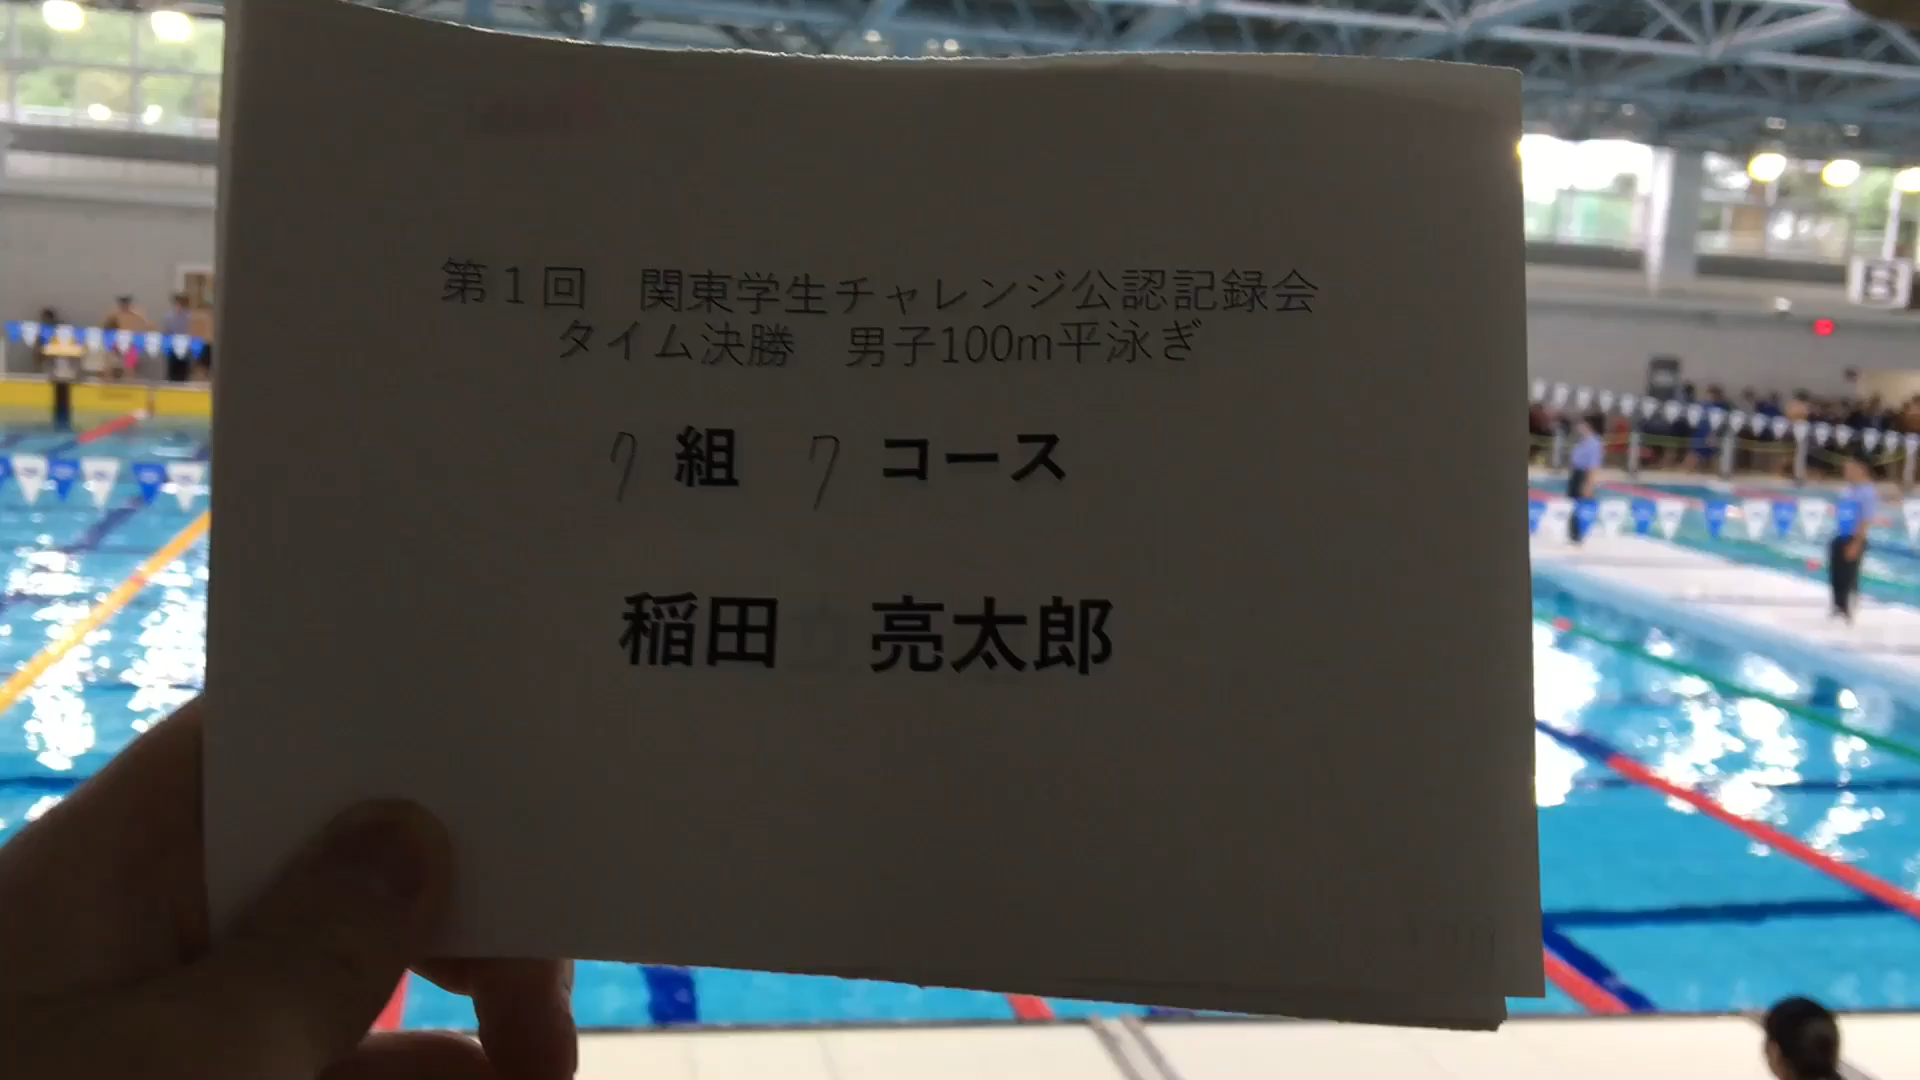 第1回　関東学生チャレンジ公認記録会
タイム決勝　男子100m平泳ぎ
7 組　7 コース
稲田　亮太郎
B